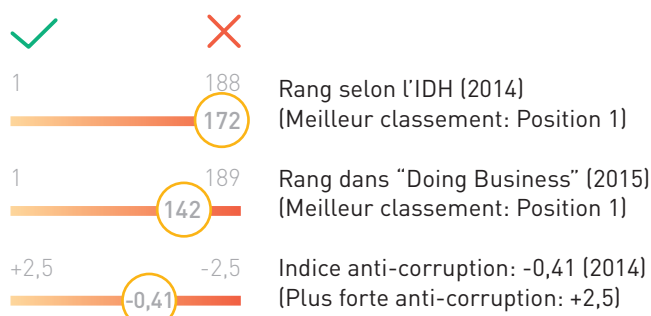 1 188
172
Rang selon l’IDH (2014)
(Meilleur classement: Position 1)
1 189
142
Rang dans “Doing Business” (2015)
(Meilleur classement: Position 1)
+2,5 -2,5
-0,41
Indice anti-corruption: -0,41 (2014)
(Plus forte anti-corruption: +2,5)